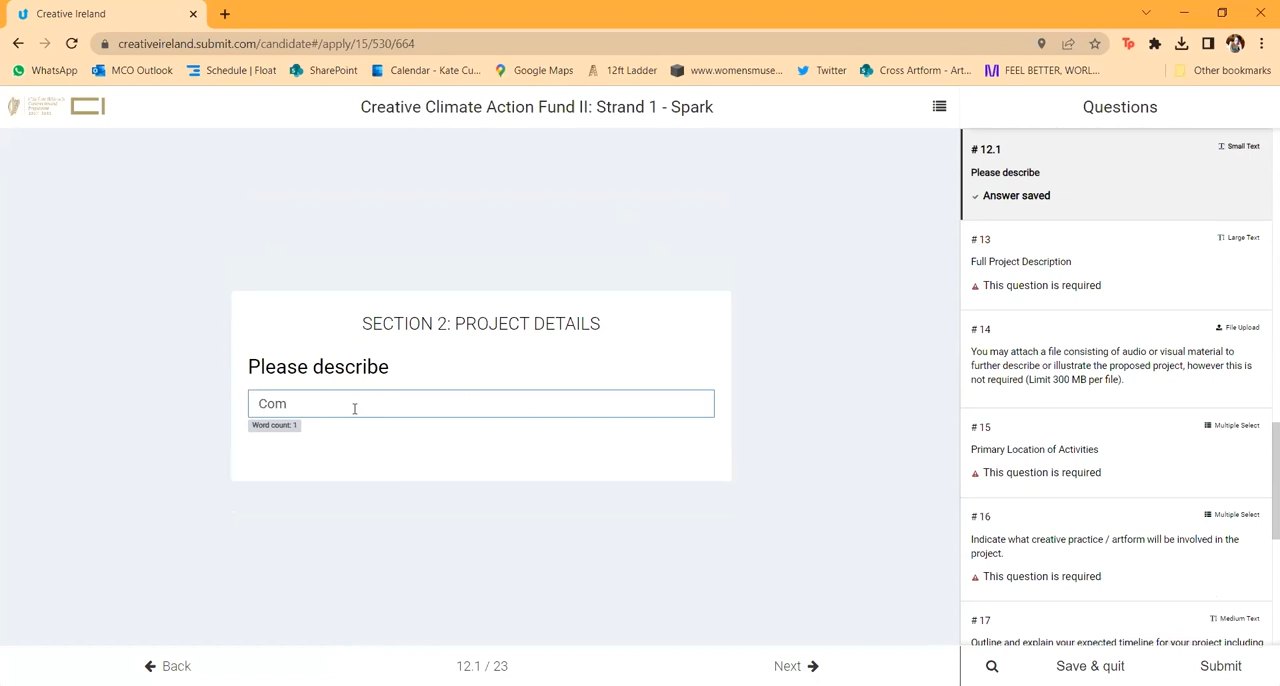 Creative Ireland
creativeireland.submit.com/candidate#/apply/15/530/664
WhatsApp
MCO Outlook
Schedule | Float
SharePoint
Calendar - Kate Cu...
Google Maps
12ft Ladder
www.womensmuse...
Twitter
Cross Artform - Art...
FEEL BETTER, WORL...
Other bookmarks
Creative Climate Action Fund II: Strand 1 - Spark
Questions
# 12.1
Small Text
Please describe
Answer saved
# 13
Large Text
Full Project Description
This question is required
# 14
File Upload
You may attach a file consisting of audio or visual material to
further describe or illustrate the proposed project, however this is
not required (Limit 300 MB per file).
# 15
Multiple Select
Primary Location of Activities
This question is required
# 16
Multiple Select
Indicate what creative practice / artform will be involved in the
project.
This question is required
# 17
Medium Text
Outline and explain your expected timeline for your project including
SECTION 2: PROJECT DETAILS
Please describe
Com
Word count: 1
Back
12.1 / 23
Next
Save & quit
Submit